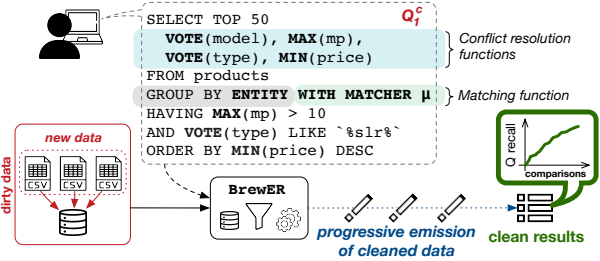 SELECT TOP 50
Q1c
VOTE(model), MAX(mp),
VOTE(type), MIN(price)
Conflict resolution
functions
FROM products
GROUP BY ENTITY WITH MATCHER μ
Matching function
HAVING MAX(mp) > 10
AND VOTE(type) LIKE `%slr%`
ORDER BY MIN(price) DESC
dirty data
new data
CSV CSV CSV
BrewER
progressive emission
of cleaned data
Q recall
comparisons
clean results